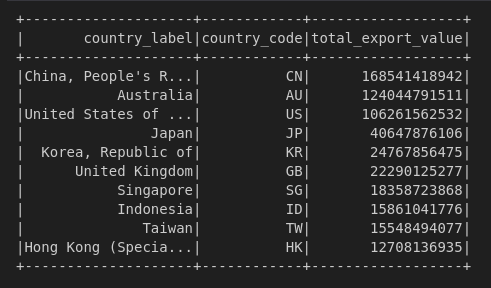 +--------------------+------------+------------------+
|       country_label|country_code|total_export_value|
+--------------------+------------+------------------+
|China, People's R...|          CN|      168541418942|
|           Australia|          AU|      124044791511|
|United States of ...|          US|      106261562532|
|               Japan|          JP|       40647876106|
|  Korea, Republic of|          KR|       24767856475|
|      United Kingdom|          GB|       22290125277|
|           Singapore|          SG|       18358723868|
|           Indonesia|          ID|       15861041776|
|              Taiwan|          TW|       15548494077|
|Hong Kong (Specia...|          HK|       12708136935|
+--------------------+------------+------------------+